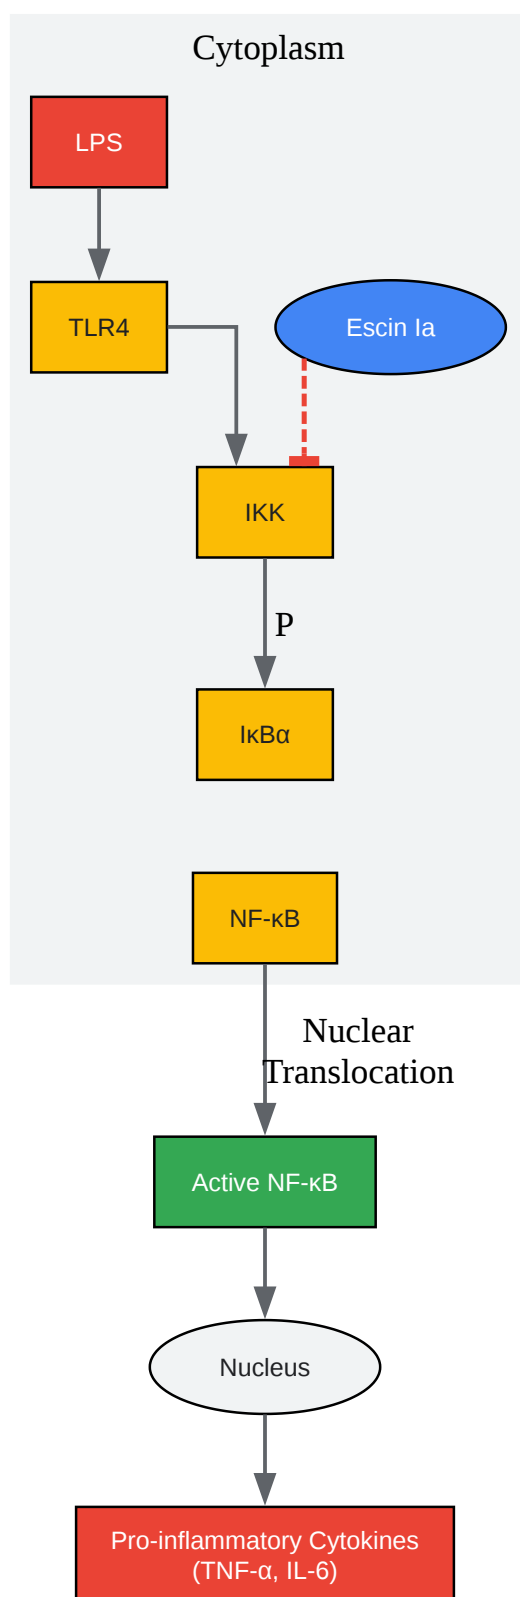 Cytoplasm
LPS
TLR4
Escin Ia
IKK
P
IκBα
NF-κB
Nuclear
Translocation
Active NF-κB
Nucleus
Pro-inflammatory Cytokines
(TNF-α, IL-6)